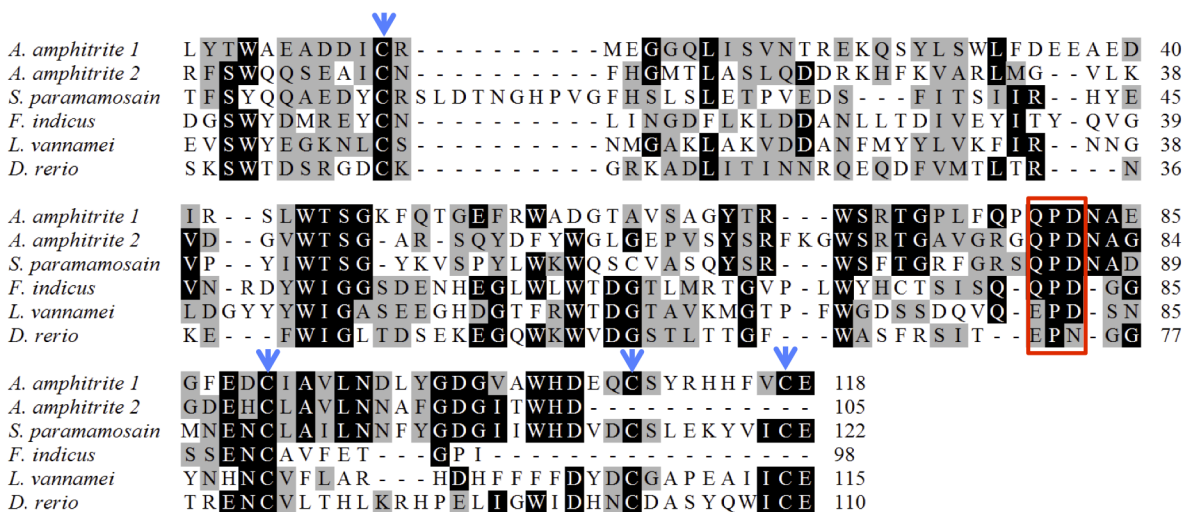 A. amphitrite 1 LYTWAEADDICR----------MEGGQLISVNTREKQSYLSWLFDEEAED 40
A. amphitrite 2 RFSWQQSEAICN----------FHGMTLASLQDDRKHFKVARLMG--VLK 38
S. paramamosain TFSYQQAEDYCRSLDTNGHPVGFHSLSLETPVEDS---FITSIIR--HYE 45
F. indicus DGSWYDMREYCN----------LINGDFLKLDDANLLTDIVEYITY-QVG 39
L. vannamei EVSWYEGKNLCS----------NMGAKLAKVDDANFMYYLVKFIR--NNG 38
D. rerio SKSWTDSRGDCK----------GRKADLITINNRQEQDFVMTLTR----N 36
A. amphitrite 1 IR--SLWTSGKFQTGEFRWADGTAVSAGYTR---WSRTGPLFQPQPDNAE 85
A. amphitrite 2 VD--GVWTSG-AR-SQYDFYWGLGEPVSYSRFKGWSRTGAVGRGQPDNAG 84
S. paramamosain VP--YIWTSG--YKVSPYLWKWQSCVASQYSR---WSFTGRFGRSQPDNAD 89
F. indicus VN-RDYWIGGSDENHEGLWLWTDGTLMRTGVP-LWYHCTSISQ-QPD-GG 85
L. vannamei LDGYYYWIGASEEGHDGTFRWTDGTAVKMGTP-FWGDSSDQVQ-EPD-SN 85
D. rerio KE---FWIGLTDSEKEGQWKWVDGSTLTTGF---WASFRSIT--EPN-GG 77
A. amphitrite 1 GFEDCIAVLNDLYGDGVAWHDEQCSYRHHFVCE 118
A. amphitrite 2 GDEHCLAVLNNAFGDGITWHD------------ 105
S. paramamosain MNENCLAILNNFYGDGIIWHDVDCSLEKYVICE 122
F. indicus SSENCAVFET---GPI----------------- 98
L. vannamei YNHNCVFLAR---HDHFFFFDYDCGAPEAIICE 115
D. rerio TRENCVLTHLKRHPELIGWIDHNCDASYQWICE 110